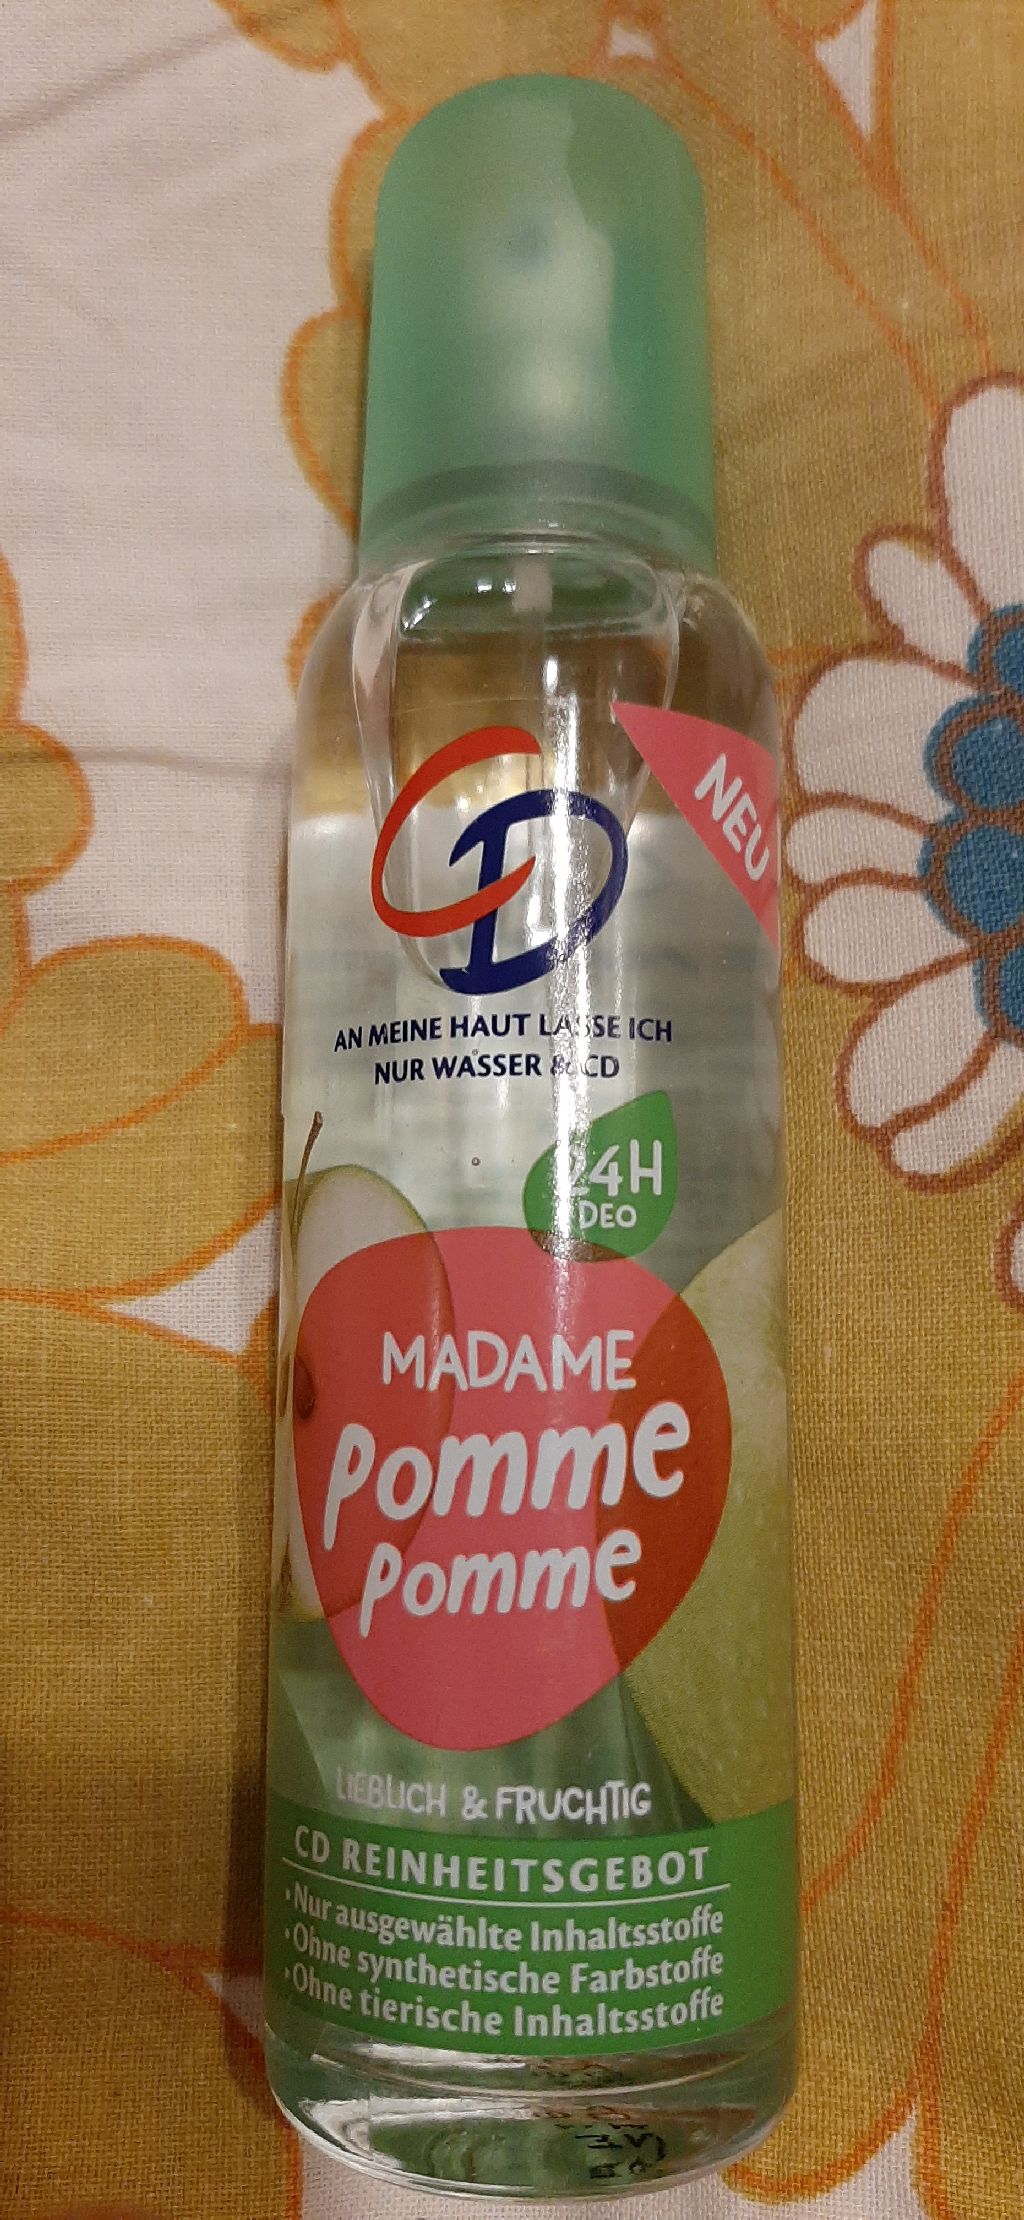 CD
NEU
AN MEINE HAUT LASSE ICH
NUR WASSER & CD
24H
DEO
MADAME
Pomme
Pomme
LIEBLICH & FRUCHTIG
CD REINHEITSGEBOT
• Nur ausgewählte Inhaltsstoffe
• Ohne synthetische Farbstoffe
• Ohne tierische Inhaltsstoffe